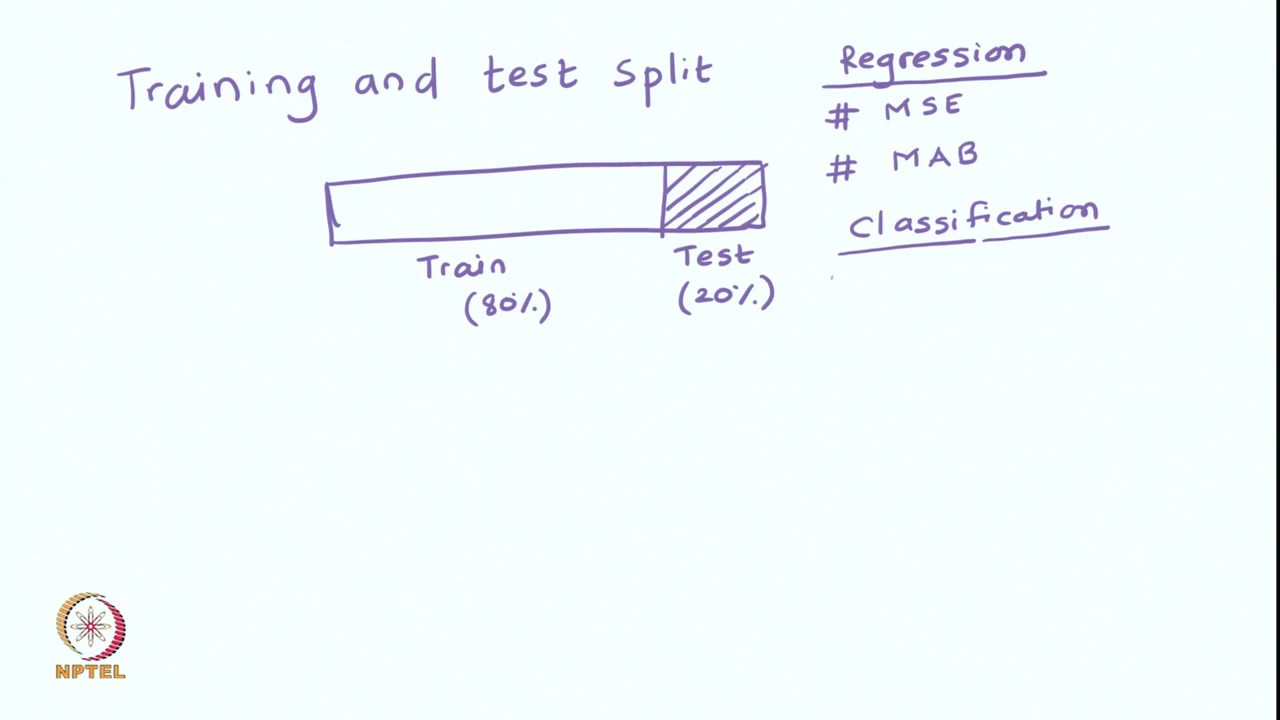 Training and test split
Train
(80%)
Test
(20%)
Regression
# MSE
# MAB
Classification
NPTEL